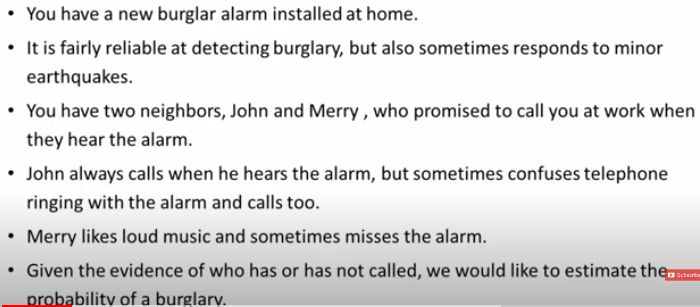 • You have a new burglar alarm installed at home.
• It is fairly reliable at detecting burglary, but also sometimes responds to minor
earthquakes.
• You have two neighbors, John and Merry , who promised to call you at work when
they hear the alarm.
• John always calls when he hears the alarm, but sometimes confuses telephone
ringing with the alarm and calls too.
• Merry likes loud music and sometimes misses the alarm.
• Given the evidence of who has or has not called, we would like to estimate the
probability of a burglary.